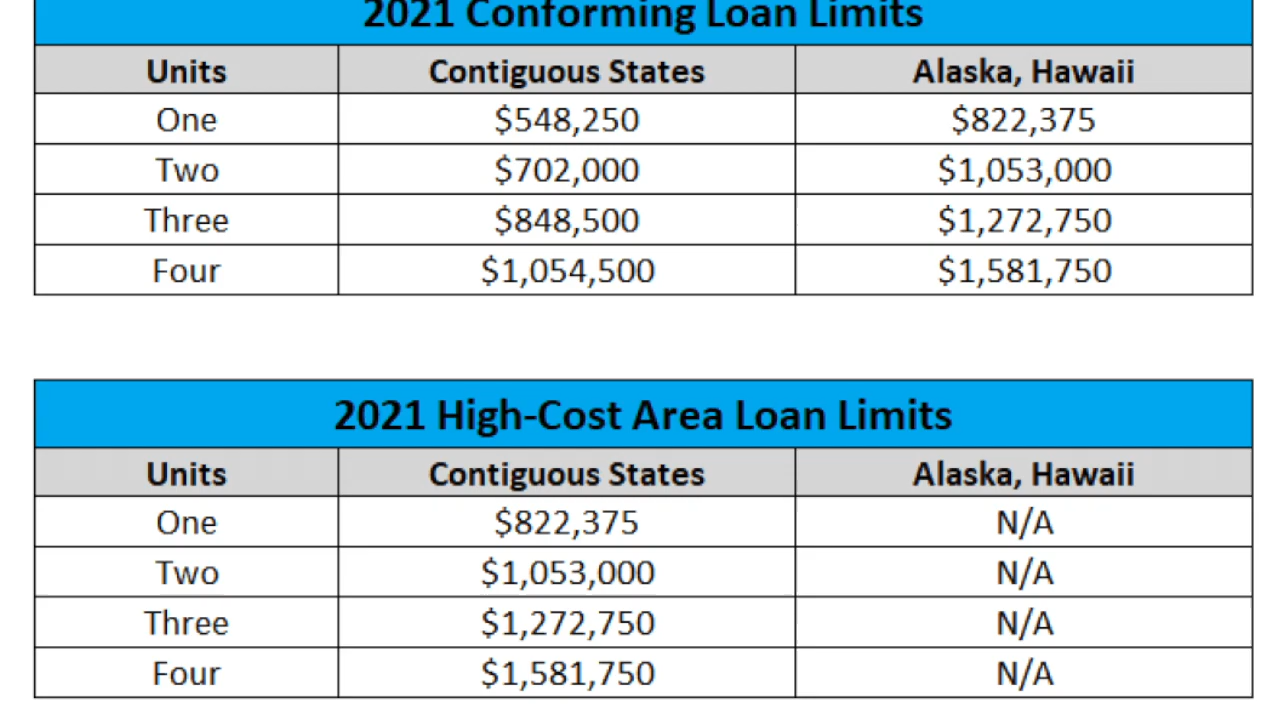 2021 Conforming Loan Limits
Units Contiguous States Alaska, Hawaii
One $548,250 $822,375
Two $702,000 $1,053,000
Three $848,500 $1,272,750
Four $1,054,500 $1,581,750
2021 High-Cost Area Loan Limits
Units Contiguous States Alaska, Hawaii
One $822,375 N/A
Two $1,053,000 N/A
Three $1,272,750 N/A
Four $1,581,750 N/A